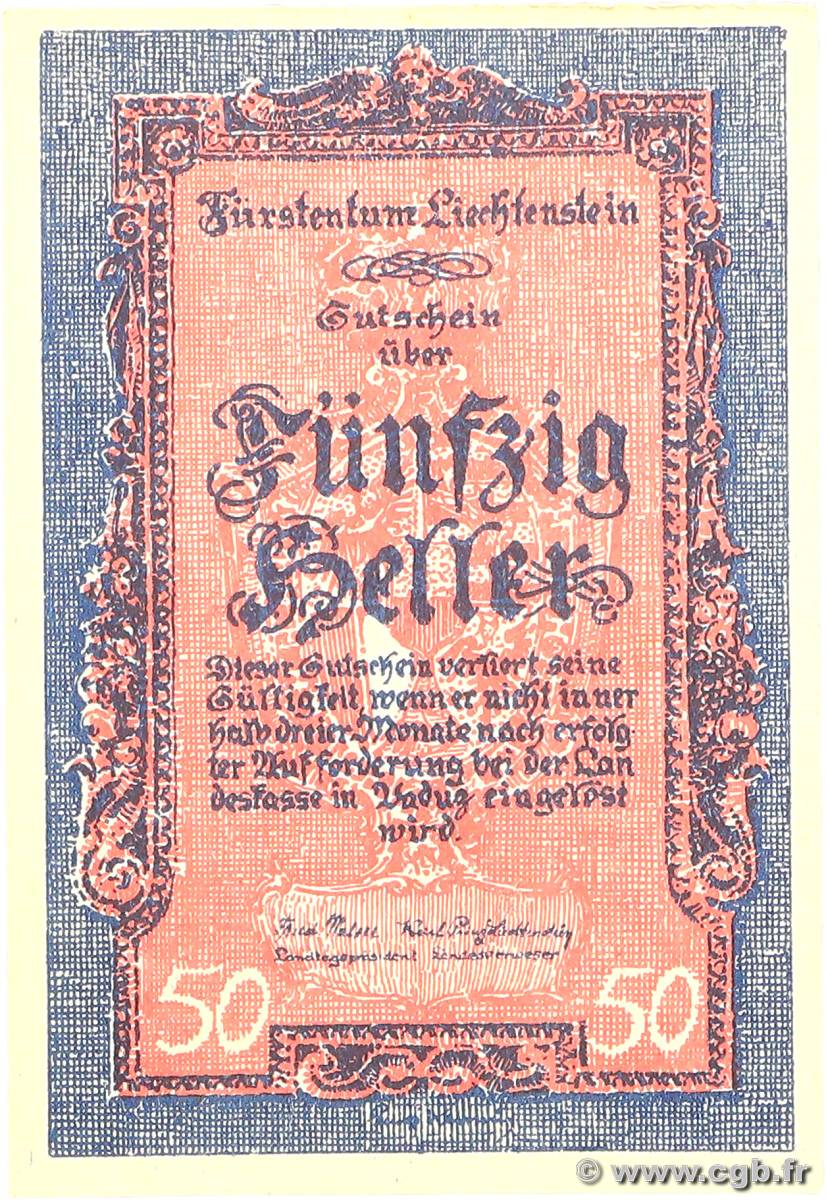 Fürstentum Liechtenstein
Gutschein
über
Fünfzig
Heller
Dieser Gutschein verliert seine
Gültigkeit, wenn er nicht inner
halb dreier Monate nach erfolg-
ter Aufforderung bei der Lan
deskasse in Vaduz eingelöst
wird.
Landtagspräsident Landesverweser
50 50
© www.cgb.fr